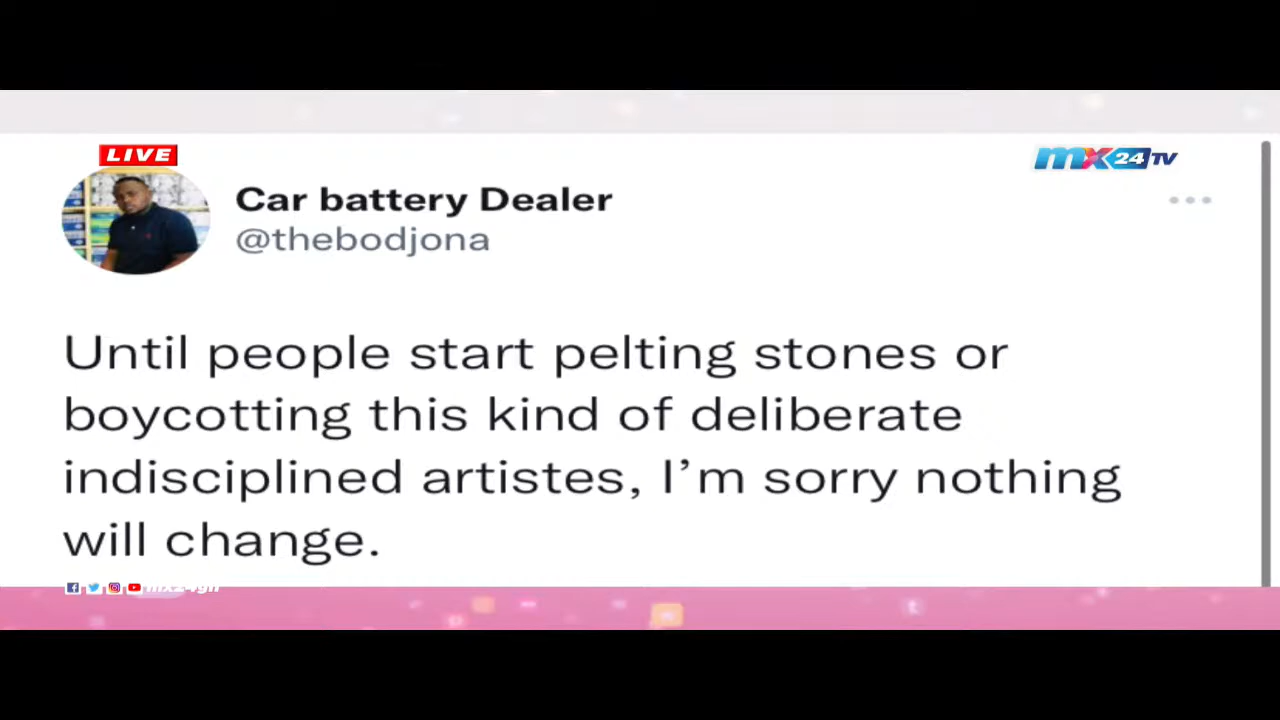 LIVE
mx24TV
Car battery Dealer
@thebodjona
Until people start pelting stones or
boycotting this kind of deliberate
indisciplined artistes, I’m sorry nothing
will change.
mx24gh